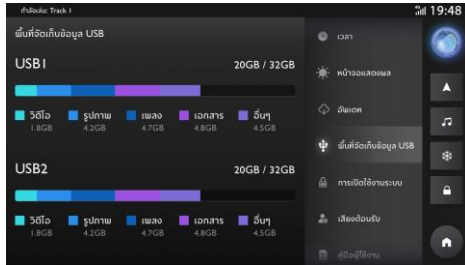 กำลังเล่น: Track 1
19:48
พื้นที่จัดเก็บข้อมูล USB
USB1
20GB / 32GB
วิดีโอ รูปภาพ เพลง เอกสาร อื่นๆ
1.8GB 4.2GB 4.7GB 4.8GB 4.5GB
USB2
20GB / 32GB
วิดีโอ รูปภาพ เพลง เอกสาร อื่นๆ
1.8GB 4.2GB 4.7GB 4.8GB 4.5GB
เวลา
หน้าจอแสดงผล
อัพเดท
พื้นที่จัดเก็บข้อมูล USB
การเปิดใช้งานระบบ
เสียงต้อนรับ
คู่มือผู้ใช้งาน